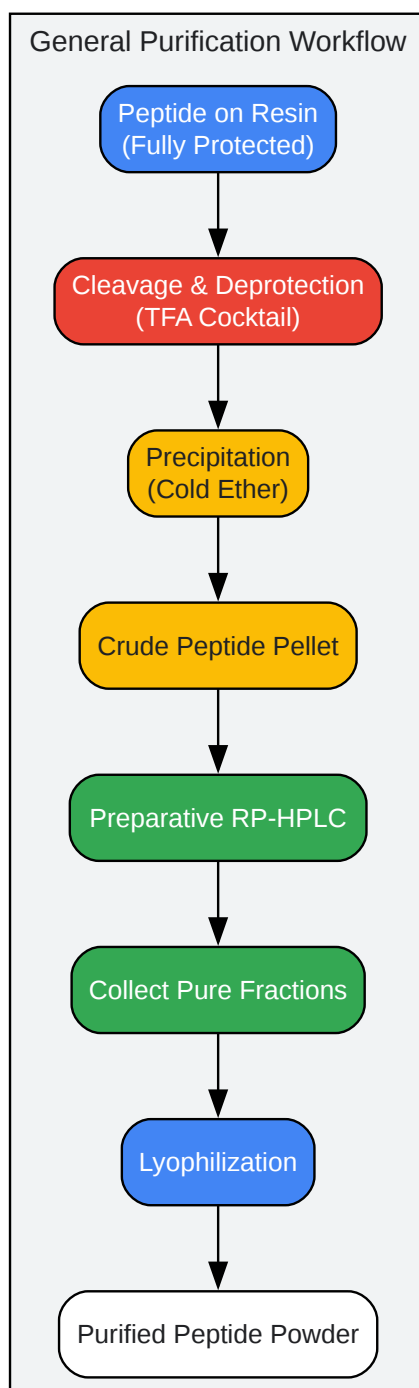 General Purification Workflow
Peptide on Resin
(Fully Protected)
Cleavage & Deprotection
(TFA Cocktail)
Precipitation
(Cold Ether)
Crude Peptide Pellet
Preparative RP-HPLC
Collect Pure Fractions
Lyophilization
Purified Peptide Powder